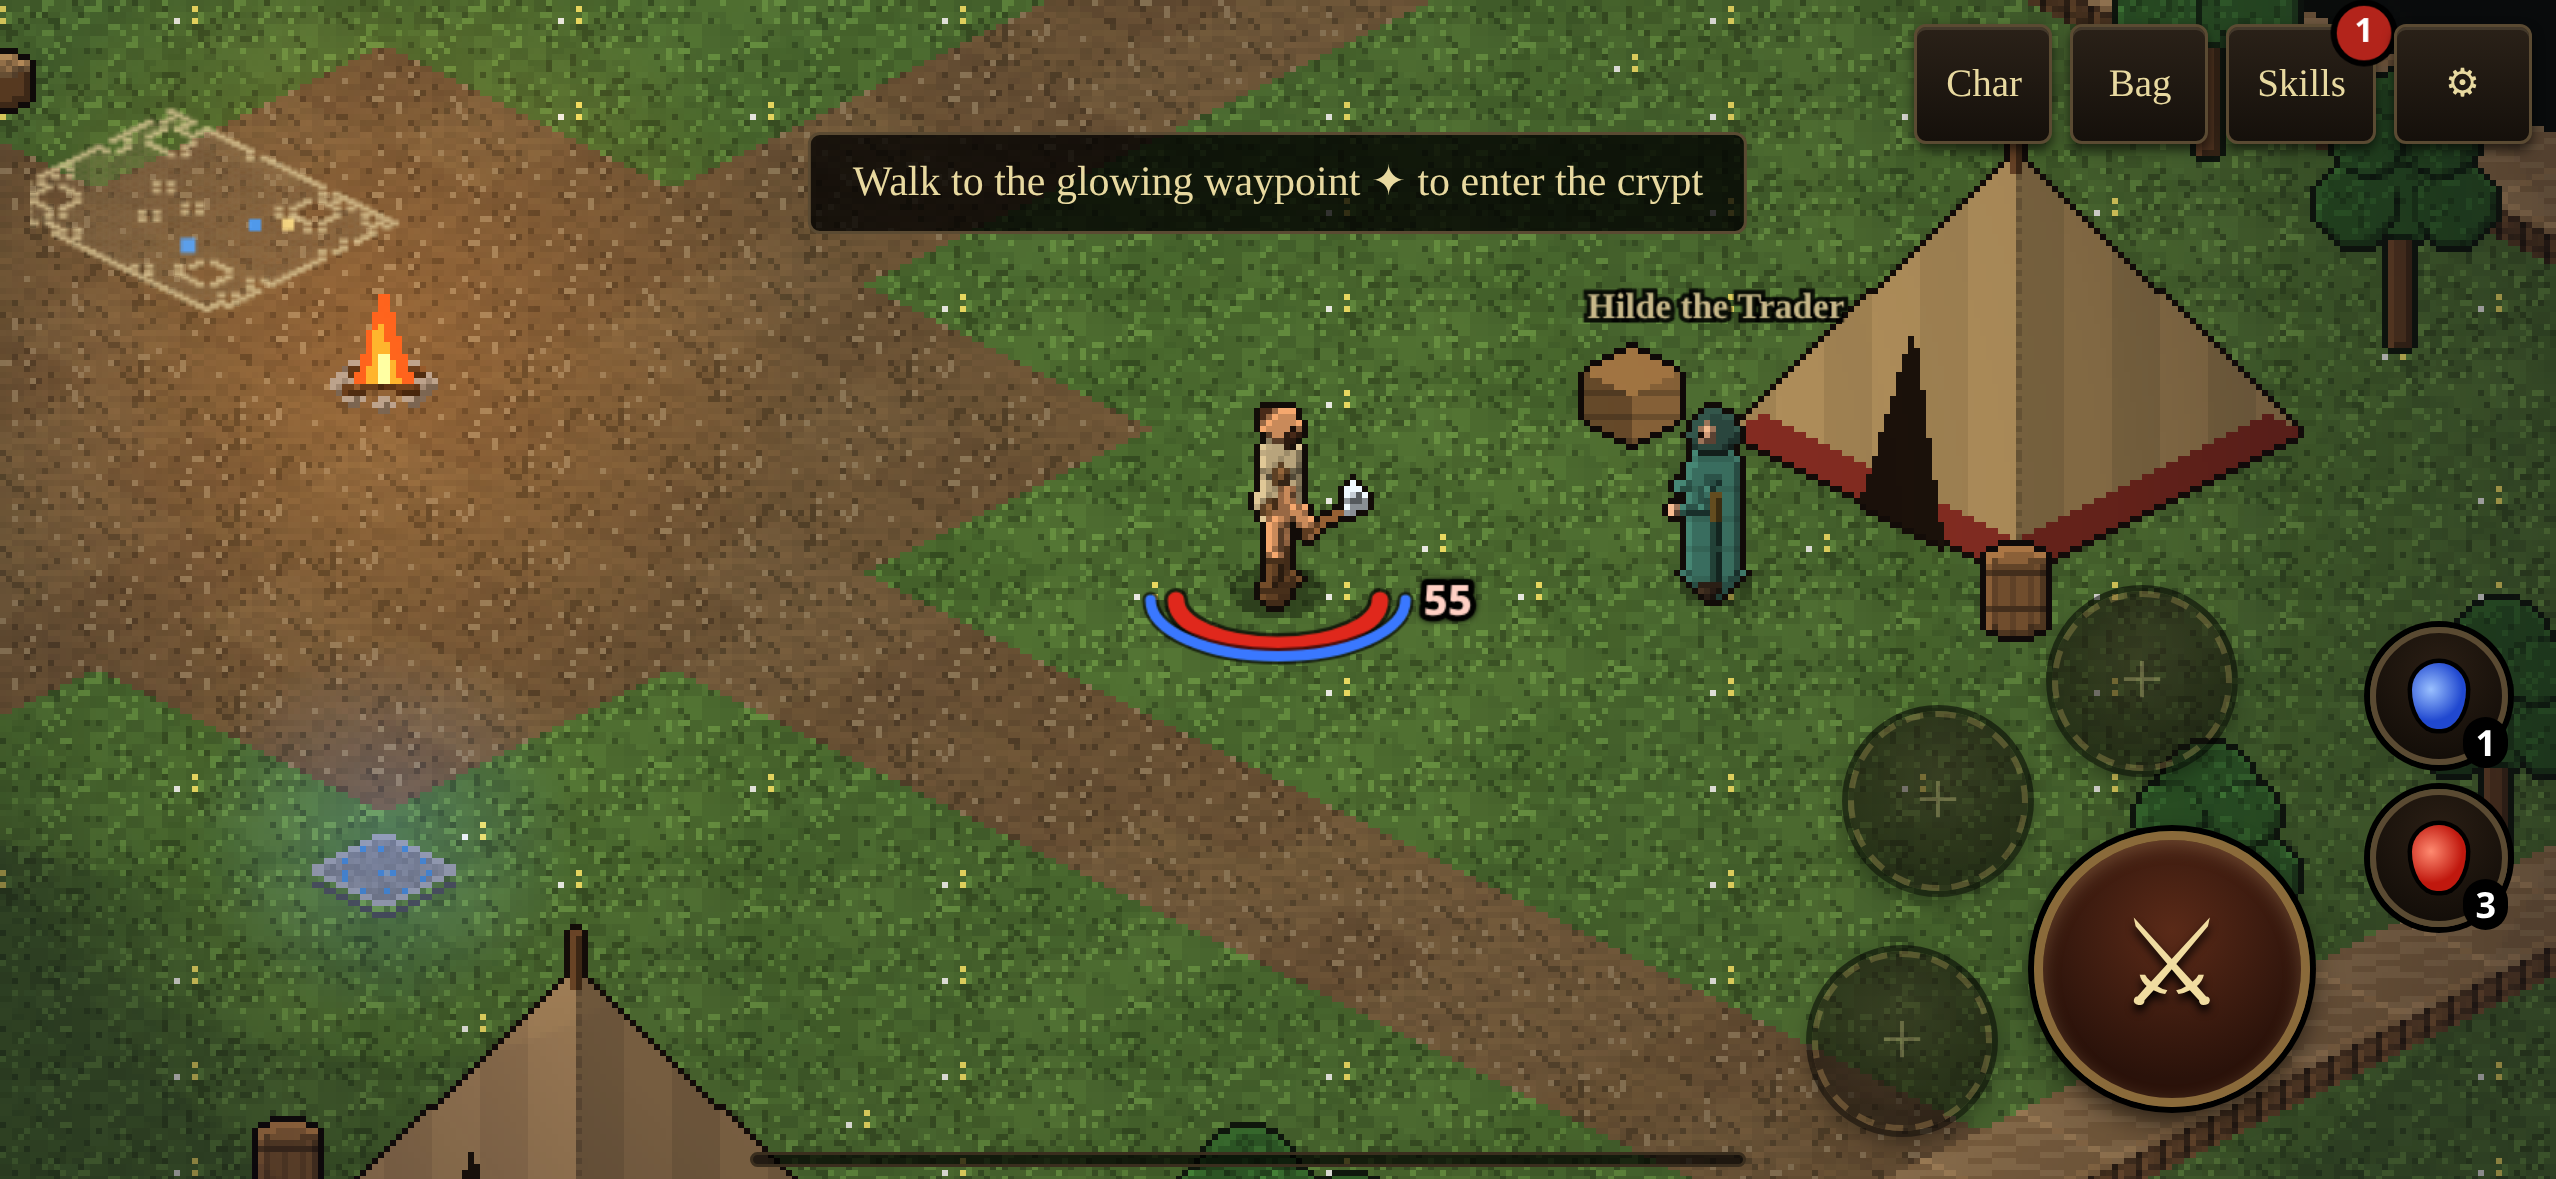 1
Char
Bag
Skills
⚙
Walk to the glowing waypoint ✦ to enter the crypt
Hilde the Trader
55
1
3